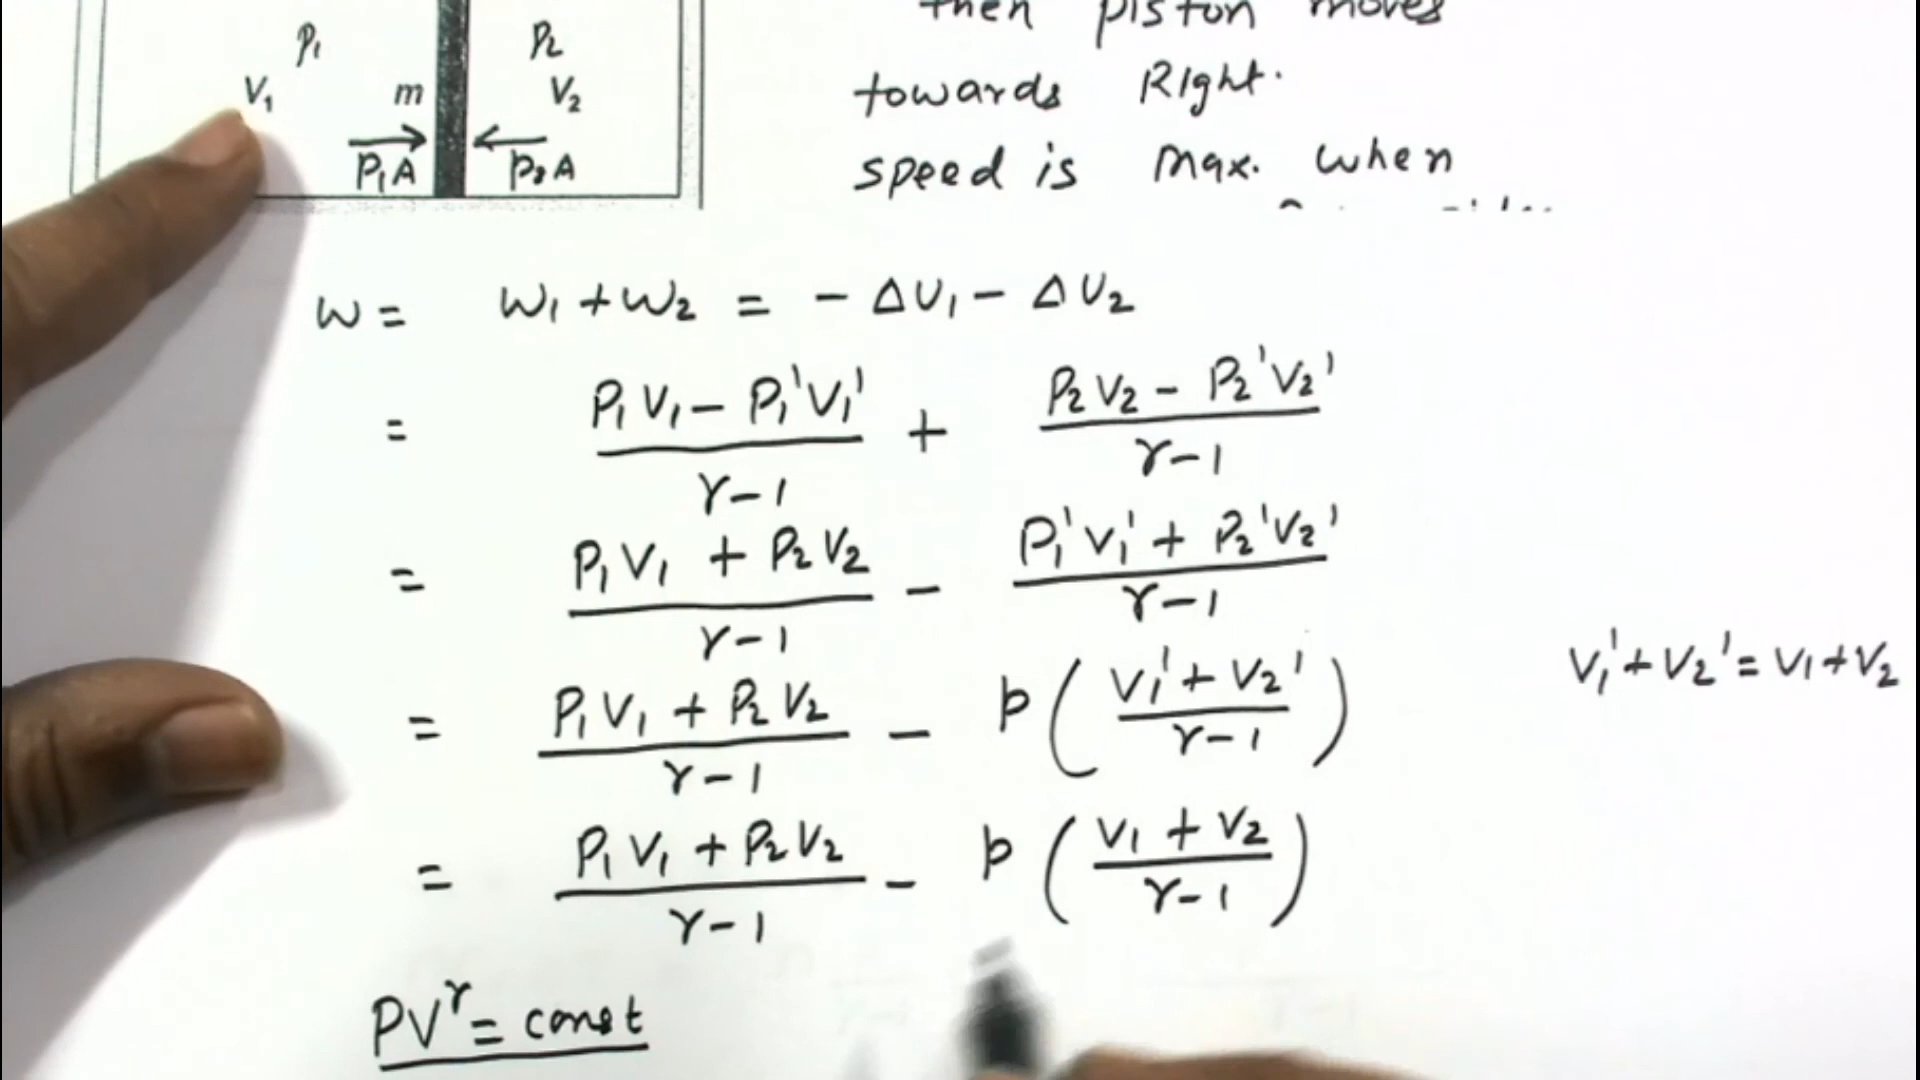 then piston moves
P₁ P₂
towards Right.
V₁ m V₂
P₁A P₂A
speed is max. when
W = W₁ + W₂ = - ΔU₁ - ΔU₂
= P₁V₁ - P₁'V₁' / γ-1 + P₂V₂ - P₂'V₂' / γ-1
= P₁V₁ + P₂V₂ / γ-1 - P₁'V₁' + P₂'V₂' / γ-1
= P₁V₁ + P₂V₂ / γ-1 - p (V₁' + V₂' / γ-1)
V₁' + V₂' = V₁ + V₂
= P₁V₁ + P₂V₂ / γ-1 - p (V₁ + V₂ / γ-1)
PV^γ = const